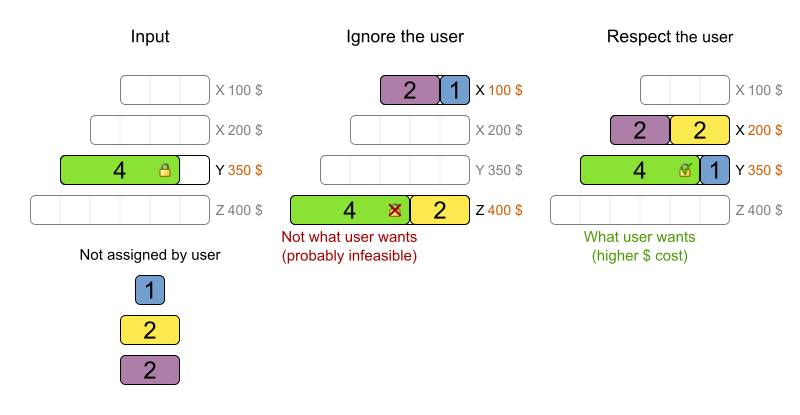 Input
X 100 $
X 200 $
4 Y 350 $
Z 400 $
Not assigned by user
1
2
2
Ignore the user
2 1 X 100 $
X 200 $
Y 350 $
4 2 Z 400 $
Not what user wants
(probably infeasible)
Respect the user
X 100 $
2 2 X 200 $
4 1 Y 350 $
Z 400 $
What user wants
(higher $ cost)